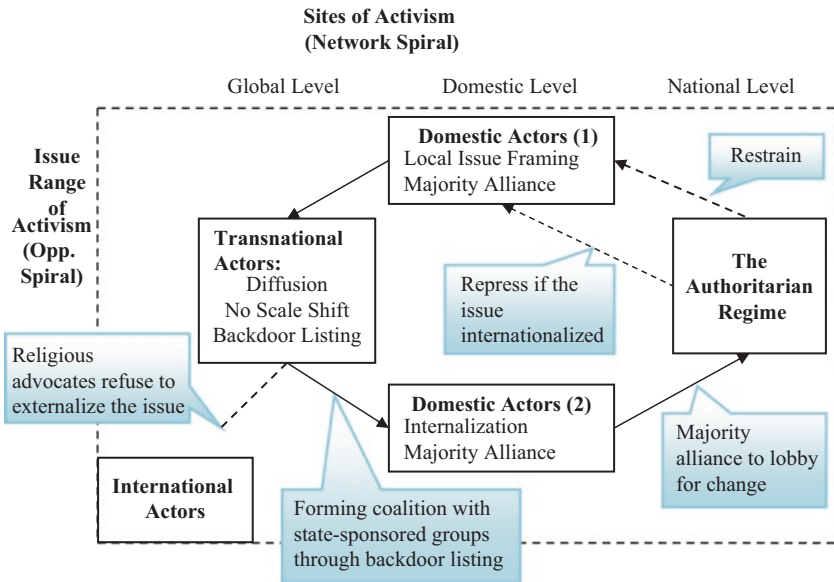 Sites of Activism
(Network Spiral)
Global Level
Domestic Level
National Level
Issue
Range
of
Activism
(Opp.
Spiral)
Domestic Actors (1)
Local Issue Framing
Majority Alliance
Restrain
Transnational
Actors:
Diffusion
No Scale Shift
Backdoor Listing
Repress if the
issue
internationalized
The
Authoritarian
Regime
Religious
advocates refuse to
externalize the issue
Domestic Actors (2)
Internalization
Majority Alliance
Majority
alliance to lobby
for change
International
Actors
Forming coalition with
state-sponsored groups
through backdoor listing